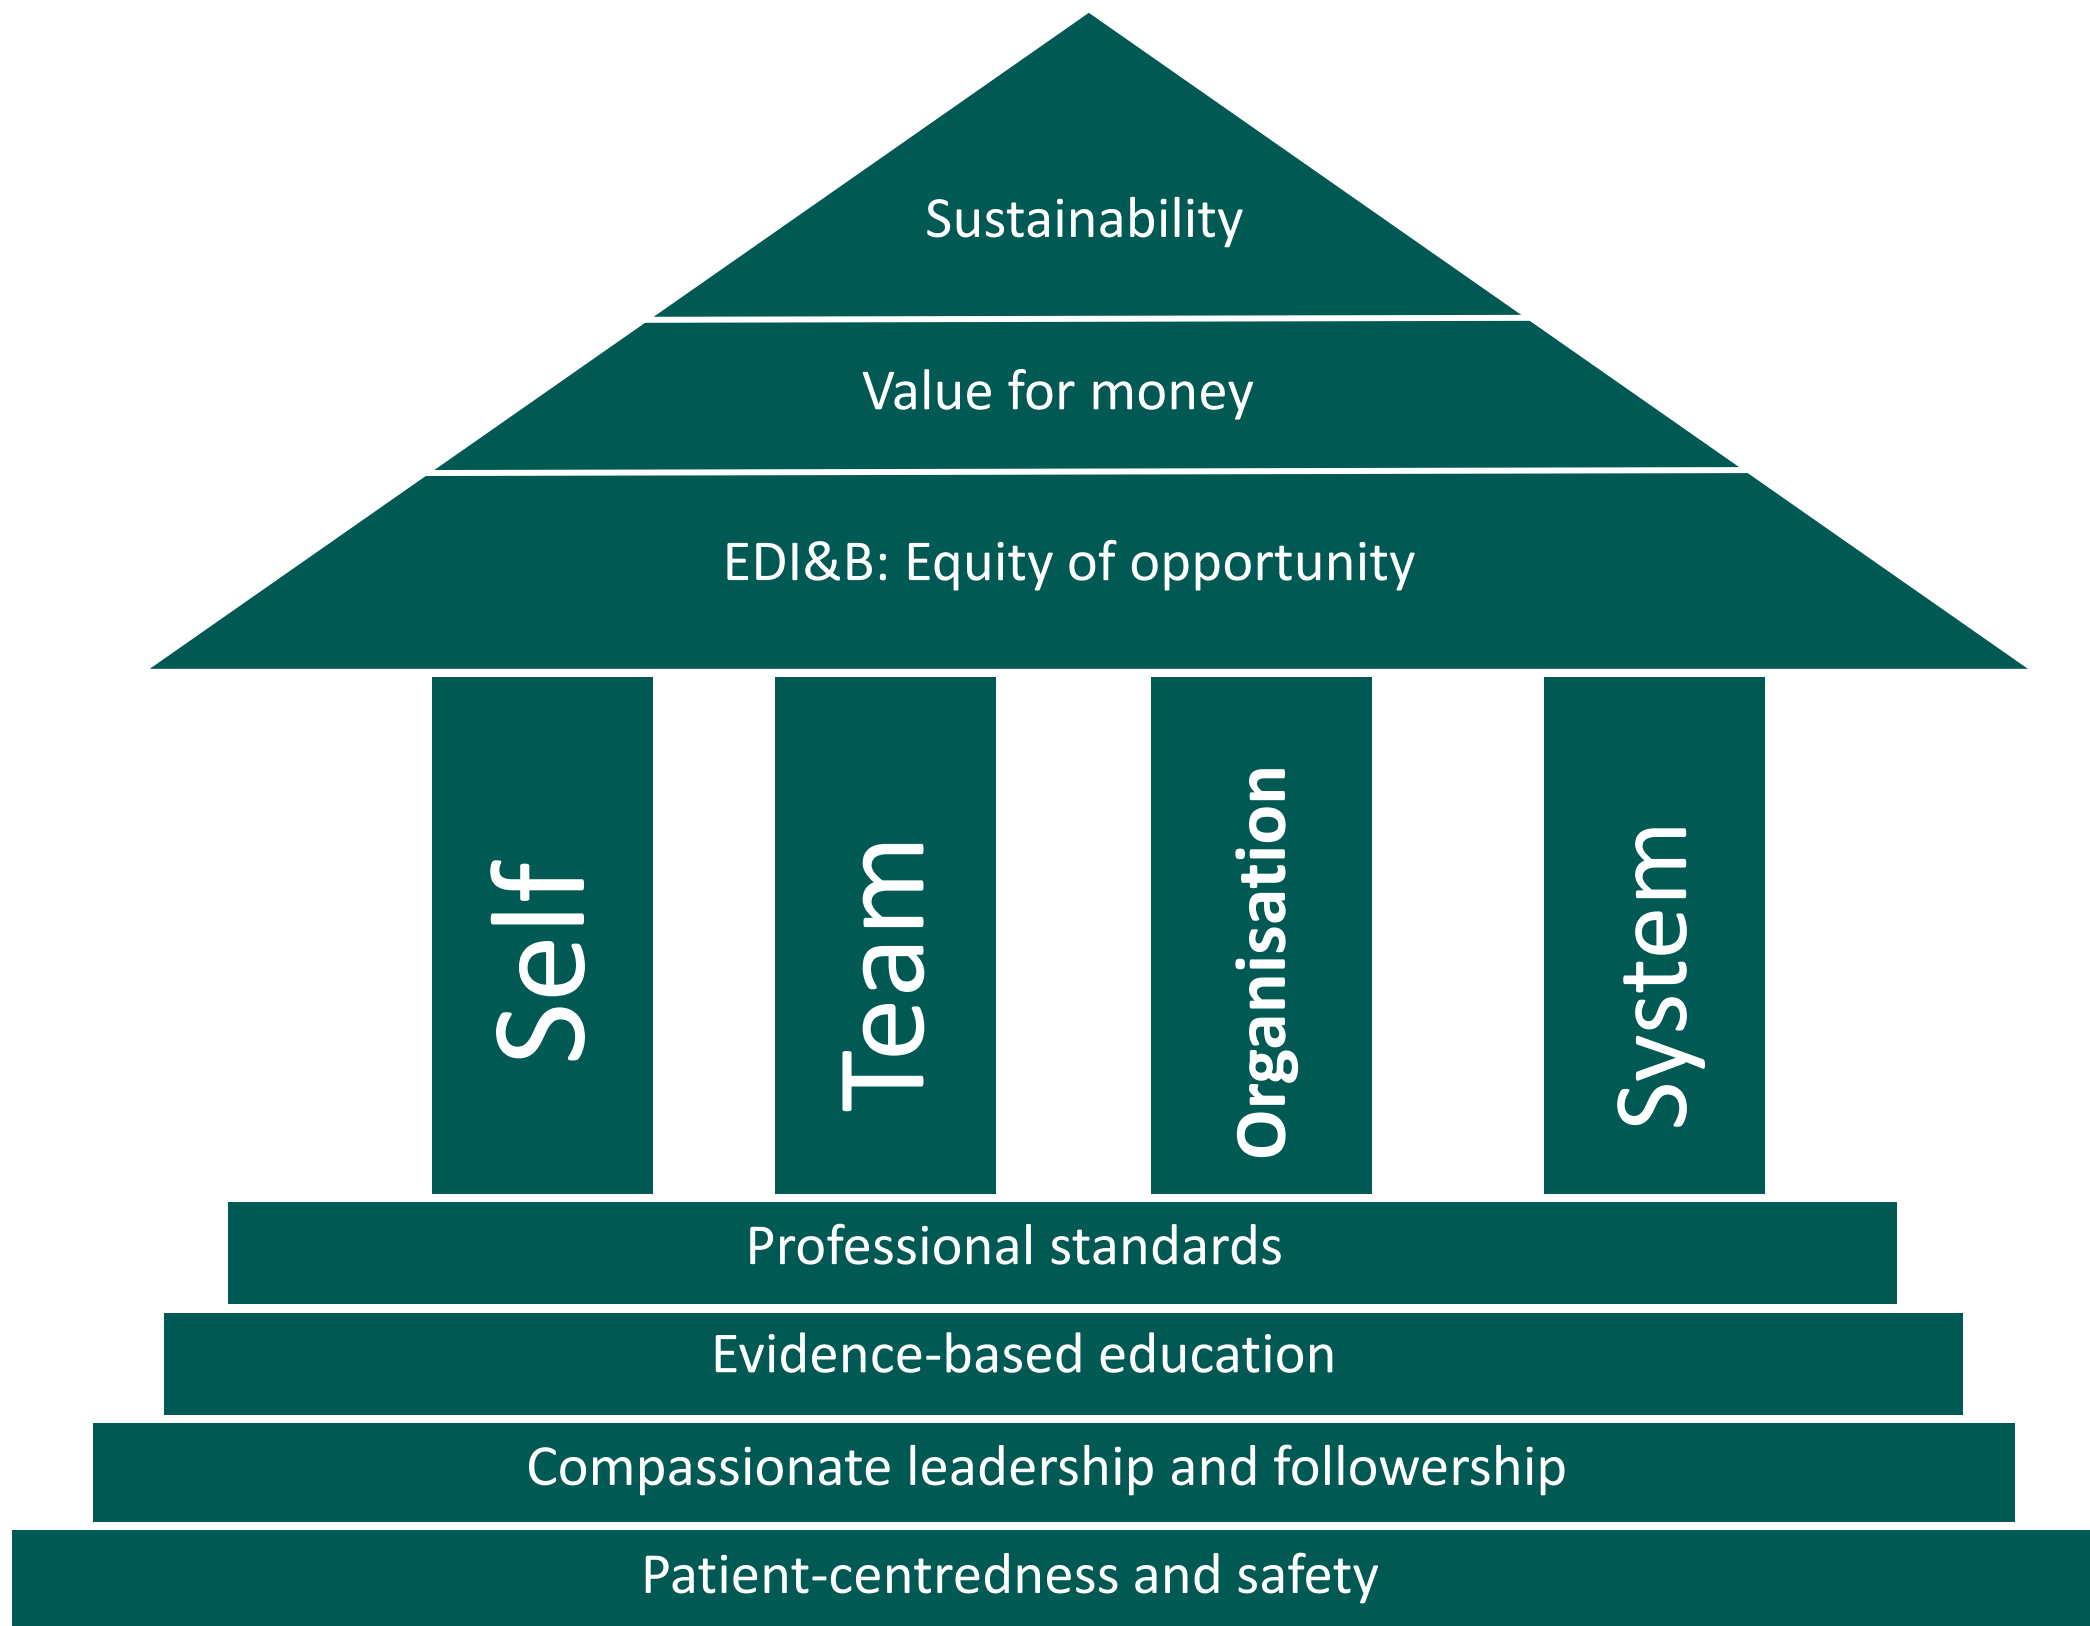 Sustainability
Value for money
EDI&B: Equity of opportunity
Self
Team
Organisation
System
Professional standards
Evidence-based education
Compassionate leadership and followership
Patient-centredness and safety